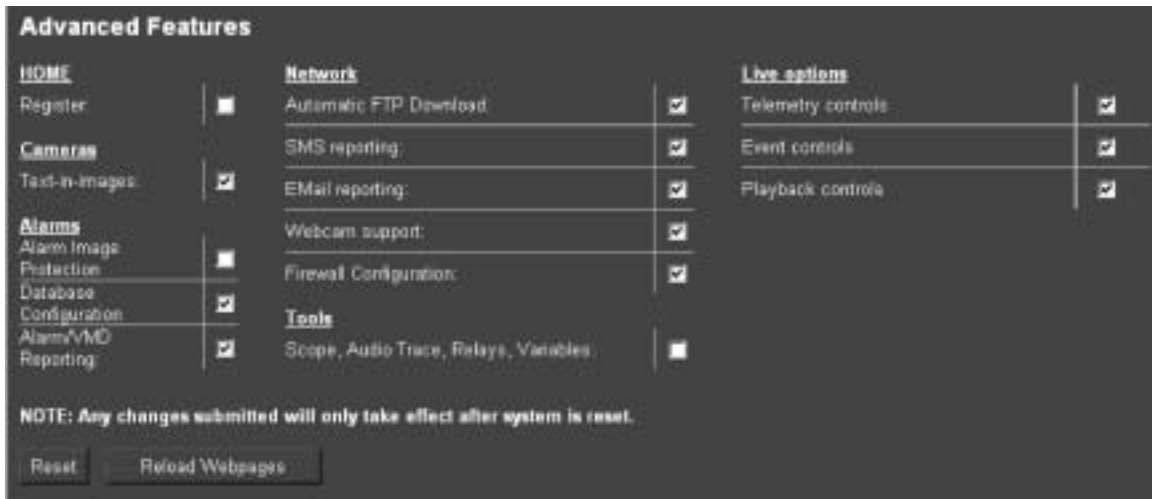 Advanced Features
HOME
Register:
Cameras
Text-in-images:
Alarms
Alarm Image
Protection
Database
Configuration
Alarm/VMD
Reporting:
Network
Automatic FTP Download:
SMS reporting:
EMail reporting:
Webcam support:
Firewall Configuration:
Tools
Scope, Audio Trace, Relays, Variables:
Live options
Telemetry controls
Event controls
Playback controls
NOTE: Any changes submitted will only take effect after system is reset.
Reset
Reload Webpages